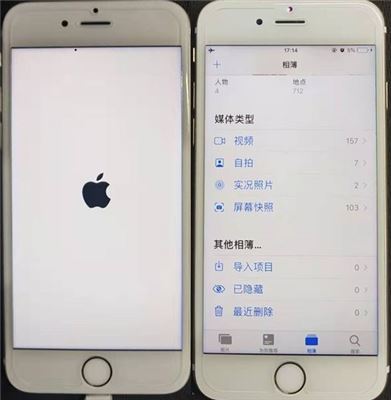 17:14
5%
相簿
人物
地点
4
712
媒体类型
视频 157
自拍 7
实况照片 2
屏幕快照 103
其他相簿...
导入项目 0
已隐藏 0
最近删除 0
照片 为你推荐 相簿 搜索